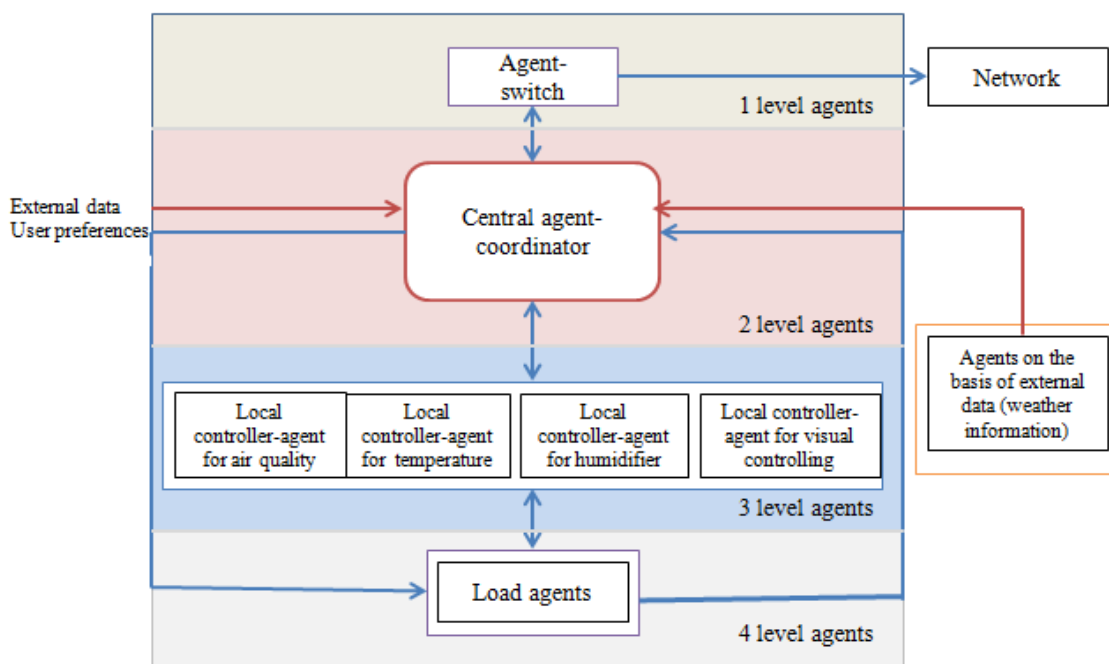 Agent-
switch
Network
1 level agents
External data
User preferences
Central agent-
coordinator
2 level agents
Agents on the
basis of external
data (weather
information)
Local
controller-agent
for air quality
Local
controller-agent
for temperature
Local
controller-agent
for humidifier
Local controller-
agent for visual
controlling
3 level agents
Load agents
4 level agents